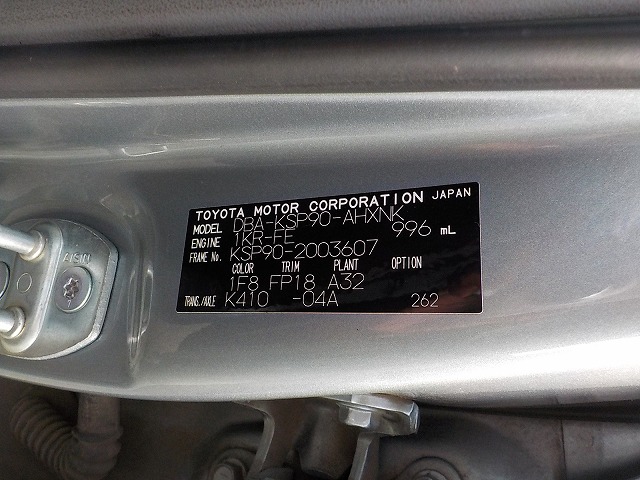 TOYOTA MOTOR CORPORATION JAPAN
MODEL DBA-KSP90-AHXNK
ENGINE 1KR-FE 996 mL
FRAME No. KSP90-2003607
COLOR TRIM PLANT OPTION
1F8 FP18 A32
TRANS./AXLE K410 -04A 262
AISIN